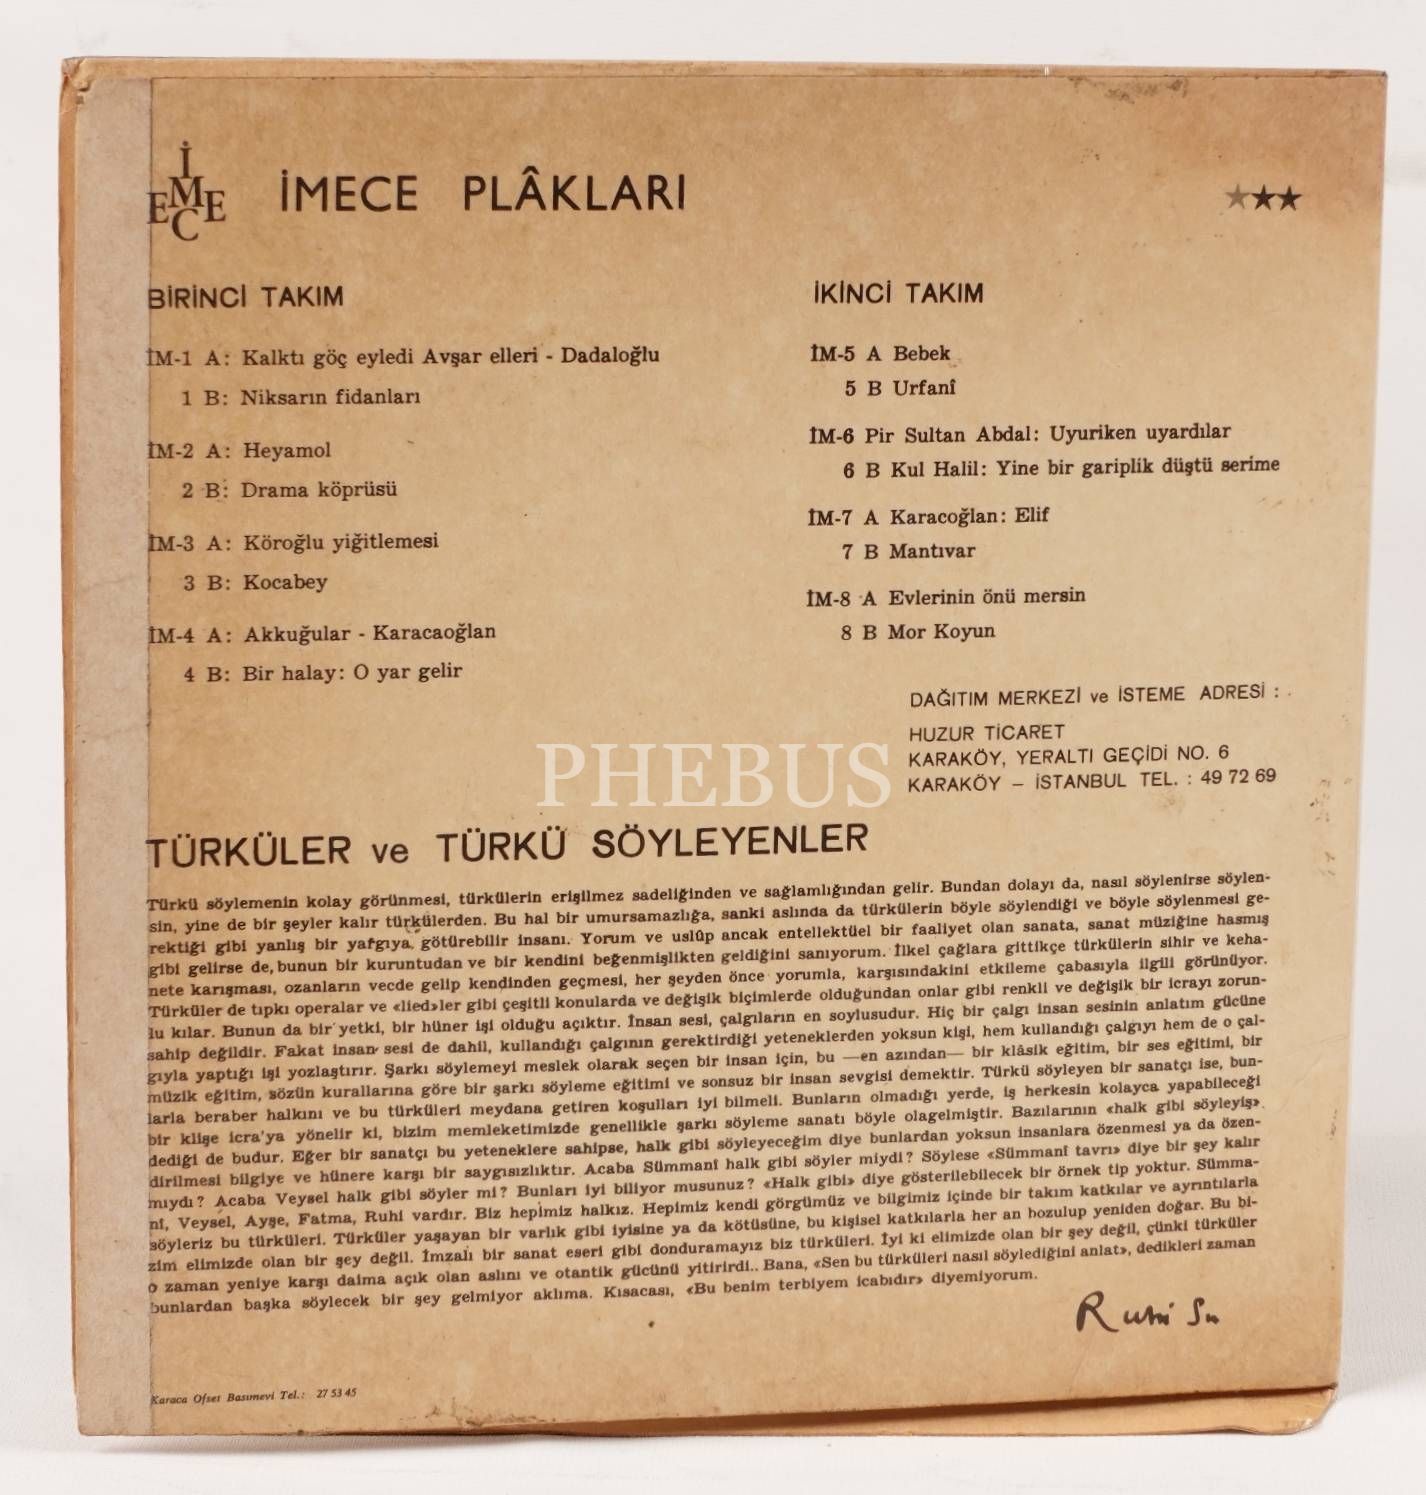 İMECE
İMECE PLÂKLARI
BİRİNCİ TAKIM
İM-1 A: Kalktı göç eyledi Avşar elleri - Dadaloğlu
1 B: Niksarın fidanları
İM-2 A: Heyamol
2 B: Drama köprüsü
İM-3 A: Köroğlu yiğitlemesi
3 B: Kocabey
İM-4 A: Akkuğular - Karacaoğlan
4 B: Bir halay: O yar gelir
İKİNCİ TAKIM
İM-5 A Bebek
5 B Urfanî
İM-6 Pir Sultan Abdal: Uyuriken uyardılar
6 B Kul Halil: Yine bir gariplik düştü serime
İM-7 A Karacoğlan: Elif
7 B Mantıvar
İM-8 A Evlerinin önü mersin
8 B Mor Koyun
DAĞITIM MERKEZİ ve İSTEME ADRESİ :
HUZUR TİCARET
KARAKÖY, YERALTI GEÇİDİ NO. 6
KARAKÖY – İSTANBUL TEL. : 49 72 69
PHEBUS
TÜRKÜLER ve TÜRKÜ SÖYLEYENLER
Türkü söylemenin kolay görünmesi, türkülerin erişilmez sadeliğinden ve sağlamlığından gelir. Bundan dolayı da, nasıl söylenirse söylen-
sin, yine de bir şeyler kalır türkülerden. Bu hal bir umursamazlığa, sanki aslında da türkülerin böyle söylendiği ve böyle söylenmesi ge-
rektiği gibi yanlış bir yargıya, götürebilir insanı. Yorum ve uslûp ancak entellektüel bir faaliyet olan sanata, sanat müziğine hasmış
gibi gelirse de, bunun bir kuruntudan ve bir kendini beğenmişlikten geldiğini sanıyorum. İlkel çağlara gittikçe türkülerin sihir ve keha-
nete karışması, ozanların vecde gelip kendinden geçmesi, her şeyden önce yorumla, karşısındakini etkileme çabasıyla ilgili görünüyor.
Türküler de tıpkı operalar ve «lied»ler gibi çeşitli konularda ve değişik biçimlerde olduğundan onlar gibi renkli ve değişik bir icrayı zorun-
lu kılar. Bunun da bir yetki, bir hüner işi olduğu açıktır. İnsan sesi, çalgıların en soylusudur. Hiç bir çalgı insan sesinin anlatım gücüne
sahip değildir. Fakat insan sesi de dahil, kullandığı çalgının gerektirdiği yeteneklerden yoksun kişi, hem kullandığı çalgıyı hem de o çal-
gıyla yaptığı işi yozlaştırır. Şarkı söylemeyi meslek olarak seçen bir insan için, bu —en azından— bir klâsik eğitim, bir ses eğitimi, bir
müzik eğitim, sözün kurallarına göre bir şarkı söyleme eğitimi ve sonsuz bir insan sevgisi demektir. Türkü söyleyen bir sanatçı ise, bun-
larla beraber halkını ve bu türküleri meydana getiren koşulları iyi bilmeli. Bunların olmadığı yerde, iş herkesin kolayca yapabileceği
bir klişe icra'ya yönelir ki, bizim memleketimizde genellikle şarkı söyleme sanatı böyle olagelmiştir. Bazılarının «halk gibi söyleyiş»
dediği de budur. Eğer bir sanatçı bu yeteneklere sahipse, halk gibi söyleyeceğim diye bunlardan yoksun insanlara özenmesi ya da özen-
dirilmesi bilgiye ve hünere karşı bir saygısızlıktır. Acaba Sümmanî halk gibi söyler miydi? Söylese «Sümmanî tavrı» diye bir şey kalır
mıydı? Acaba Veysel halk gibi söyler mi? Bunları iyi biliyor musunuz? «Halk gibi» diye gösterilebilecek bir örnek tip yoktur. Sümma-
nî, Veysel, Ayşe, Fatma, Ruhi vardır. Biz hepimiz halkız. Hepimiz kendi görgümüz ve bilgimiz içinde bir takım katkılar ve ayrıntılarla
söyleriz bu türküleri. Türküler yaşayan bir varlık gibi iyisine ya da kötüsüne, bu kişisel katkılarla her an bozulup yeniden doğar. Bu bi-
zim elimizde olan bir şey değil. İmzalı bir sanat eseri gibi donduramayız biz türküleri. İyi ki elimizde olan bir şey değil, çünki türküler
o zaman yeniye karşı daima açık olan aslını ve otantik gücünü yitirirdi.. Bana, «Sen bu türküleri nasıl söylediğini anlat», dedikleri zaman
bunlardan başka söylecek bir şey gelmiyor aklıma. Kısacası, «Bu benim terbiyem icabıdır» diyemiyorum.
Ruhi Su
Karaca Ofset Basımevi Tel.: 27 53 45